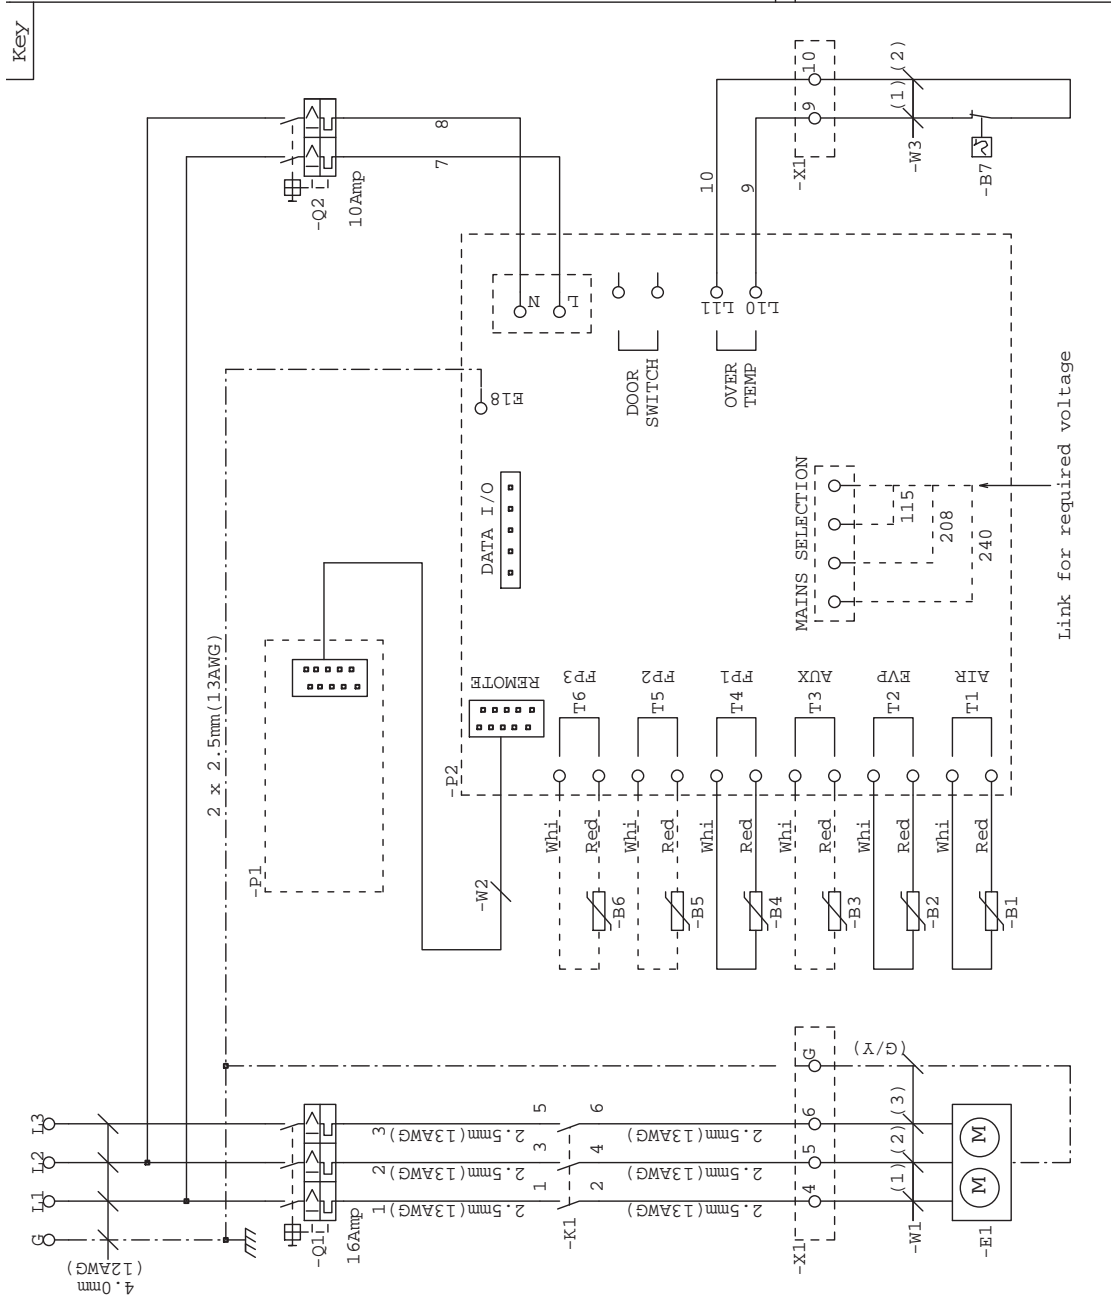 Key
G
L1
L2
L3
4.0mm
(12AWG)
-Q1
16Amp
1
2
3
2.5mm(13AWG)
2.5mm(13AWG)
2.5mm(13AWG)
-K1
1
3
5
2
4
6
2.5mm(13AWG)
2.5mm(13AWG)
2.5mm(13AWG)
-X1
4
5
6
G
-W1
(1)
(2)
(3)
(G/Y)
-E1
M
M
2 x 2.5mm(13AWG)
-Q2
10Amp
7
8
-P1
-W2
-P2
REMOTE
DATA I/O
E18
N
L
DOOR
SWITCH
OVER
TEMP
L11
L10
10
9
-X1
9
10
-W3
(1)
(2)
-B7
MAINS SELECTION
115
208
240
Link for required voltage
FP3
T6
Whi
Red
-B6
FP2
T5
Whi
Red
-B5
FP1
T4
Whi
Red
-B4
AUX
T3
Whi
Red
-B3
EVP
T2
Whi
Red
-B2
AIR
T1
Whi
Red
-B1